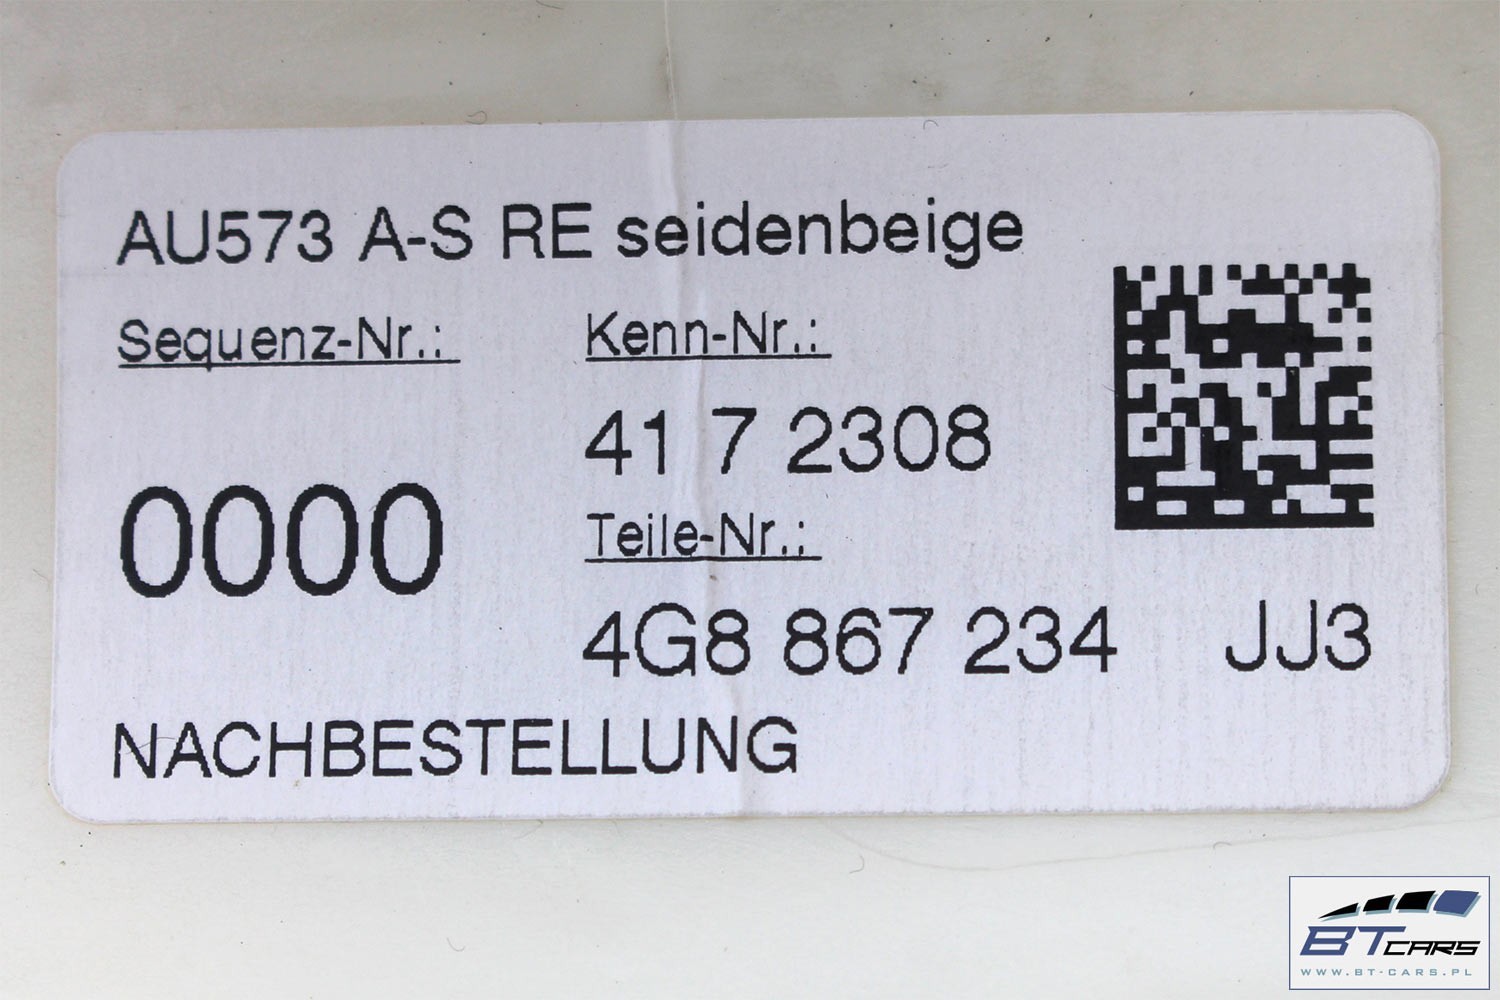 AU573 A-S RE seidenbeige
Sequenz-Nr.: Kenn-Nr.:
41 7 2308
0000
Teile-Nr.:
4G8 867 234 JJ3
NACHBESTELLUNG
BT CARS
WWW.BT-CARS.PL